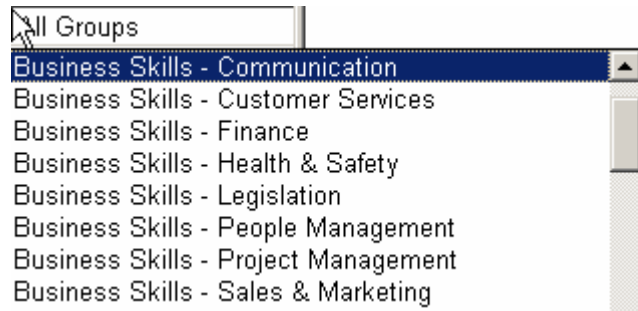 All Groups
Business Skills - Communication
Business Skills - Customer Services
Business Skills - Finance
Business Skills - Health & Safety
Business Skills - Legislation
Business Skills - People Management
Business Skills - Project Management
Business Skills - Sales & Marketing